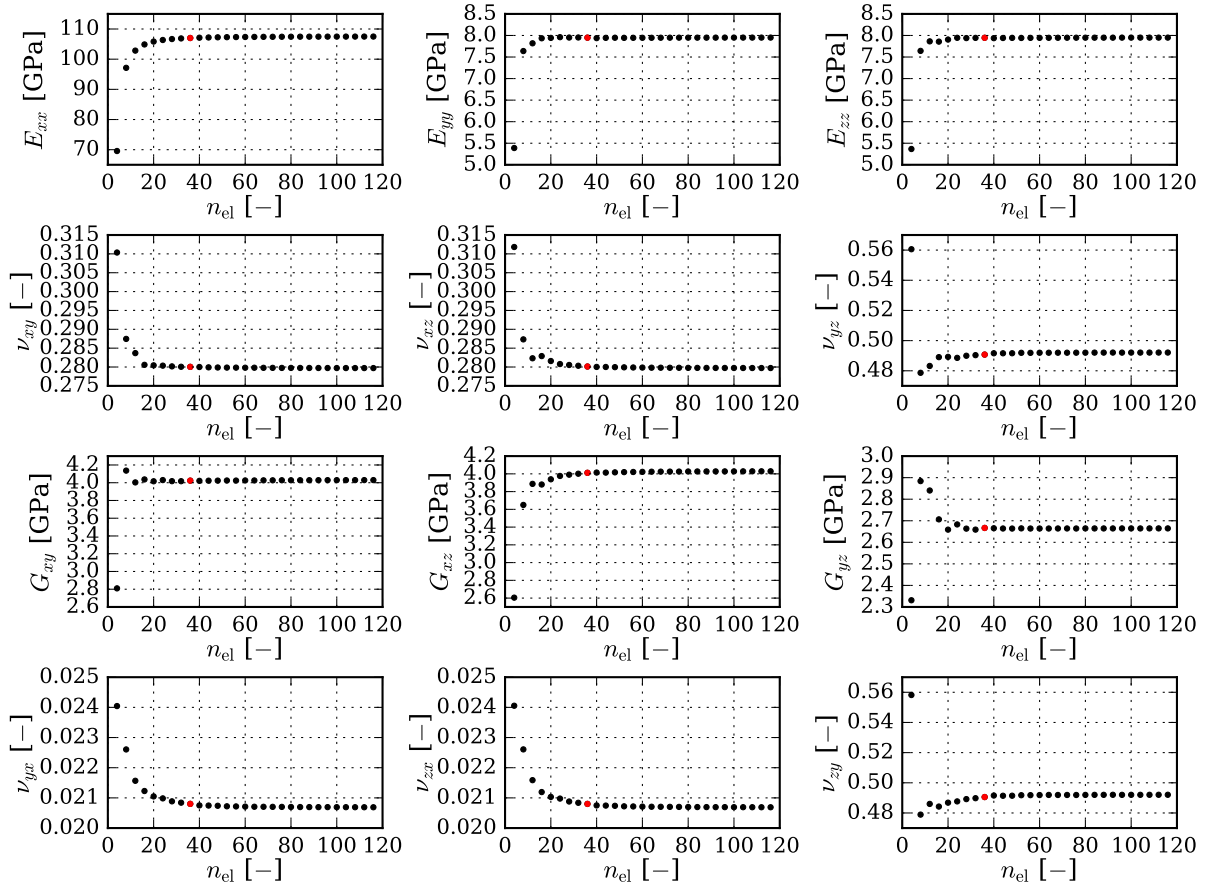 E_xx [GPa]
110
100
90
80
70
0 20 40 60 80 100 120
n_el [−]
E_yy [GPa]
8.5
8.0
7.5
7.0
6.5
6.0
5.5
5.0
0 20 40 60 80 100 120
n_el [−]
E_zz [GPa]
8.5
8.0
7.5
7.0
6.5
6.0
5.5
5.0
0 20 40 60 80 100 120
n_el [−]
ν_xy [−]
0.315
0.310
0.305
0.300
0.295
0.290
0.285
0.280
0.275
0 20 40 60 80 100 120
n_el [−]
ν_xz [−]
0.315
0.310
0.305
0.300
0.295
0.290
0.285
0.280
0.275
0 20 40 60 80 100 120
n_el [−]
ν_yz [−]
0.56
0.54
0.52
0.50
0.48
0 20 40 60 80 100 120
n_el [−]
G_xy [GPa]
4.2
4.0
3.8
3.6
3.4
3.2
3.0
2.8
2.6
0 20 40 60 80 100 120
n_el [−]
G_xz [GPa]
4.2
4.0
3.8
3.6
3.4
3.2
3.0
2.8
2.6
0 20 40 60 80 100 120
n_el [−]
G_yz [GPa]
3.0
2.9
2.8
2.7
2.6
2.5
2.4
2.3
0 20 40 60 80 100 120
n_el [−]
ν_yx [−]
0.025
0.024
0.023
0.022
0.021
0.020
0 20 40 60 80 100 120
n_el [−]
ν_zx [−]
0.025
0.024
0.023
0.022
0.021
0.020
0 20 40 60 80 100 120
n_el [−]
ν_zy [−]
0.56
0.54
0.52
0.50
0.48
0 20 40 60 80 100 120
n_el [−]